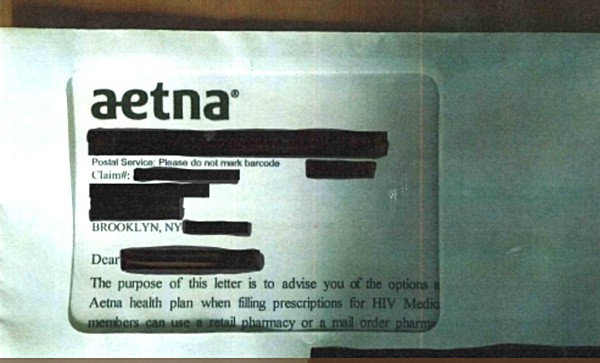 aetna®
Postal Service: Please do not mark barcode
Claim#:
BROOKLYN, NY
Dear
The purpose of this letter is to advise you of the options
Aetna health plan when filling prescriptions for HIV
members can use a retail pharmacy or a mail order